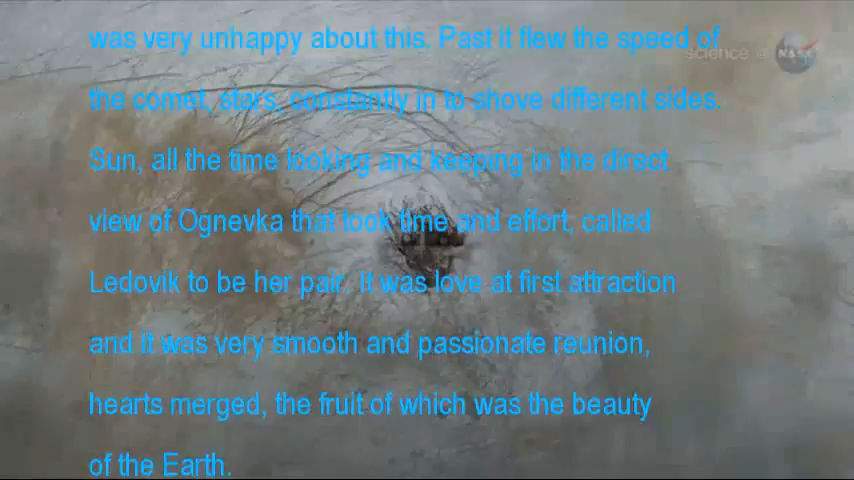 was very unhappy about this. Past it flew the speed of
science @ NASA
the comet, stars, constantly in to shove different sides.
Sun, all the time looking and keeping in the direct
view of Ognevka that took time and effort, called
Ledovik to be her pair. It was love at first attraction
and it was very smooth and passionate reunion,
hearts merged, the fruit of which was the beauty
of the Earth.